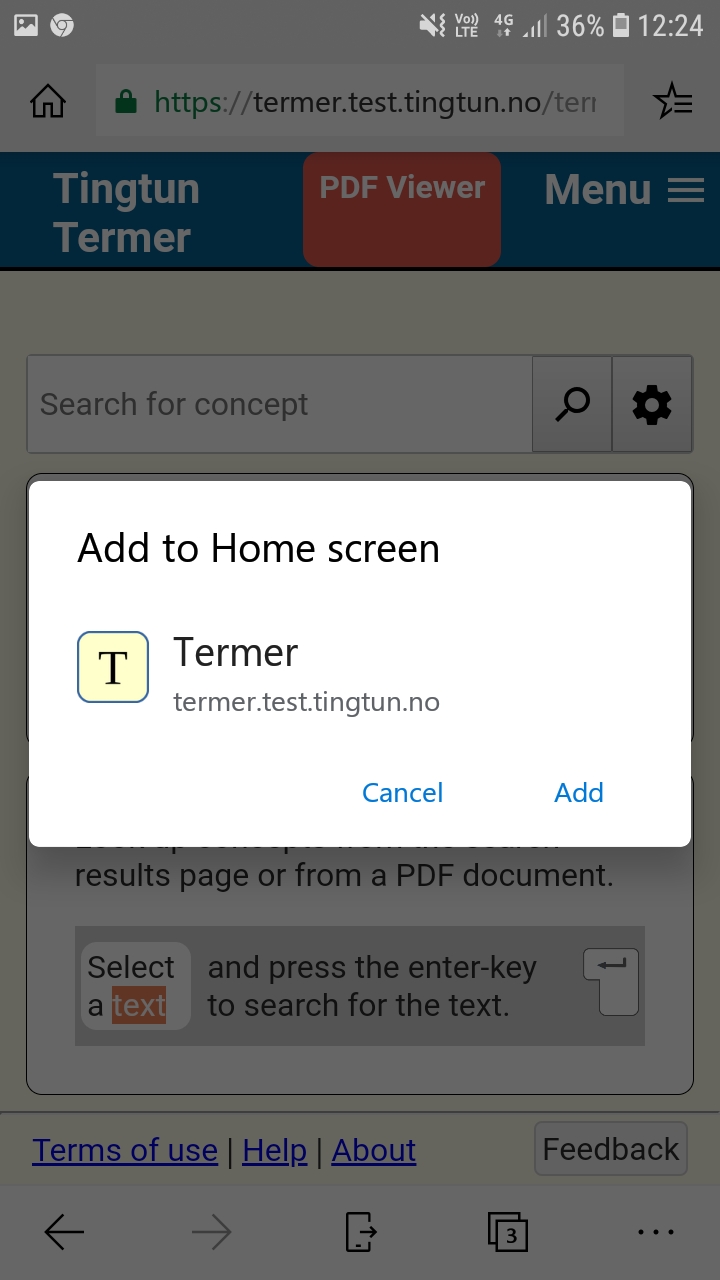 Vo)) LTE 4G 36% 12:24
https://termer.test.tingtun.no/
Tingtun Termer
PDF Viewer
Menu
Search for concept
Add to Home screen
T
Termer
termer.test.tingtun.no
Cancel Add
results page or from a PDF document.
Select a text
and press the enter-key
to search for the text.
Terms of use | Help | About
Feedback
3